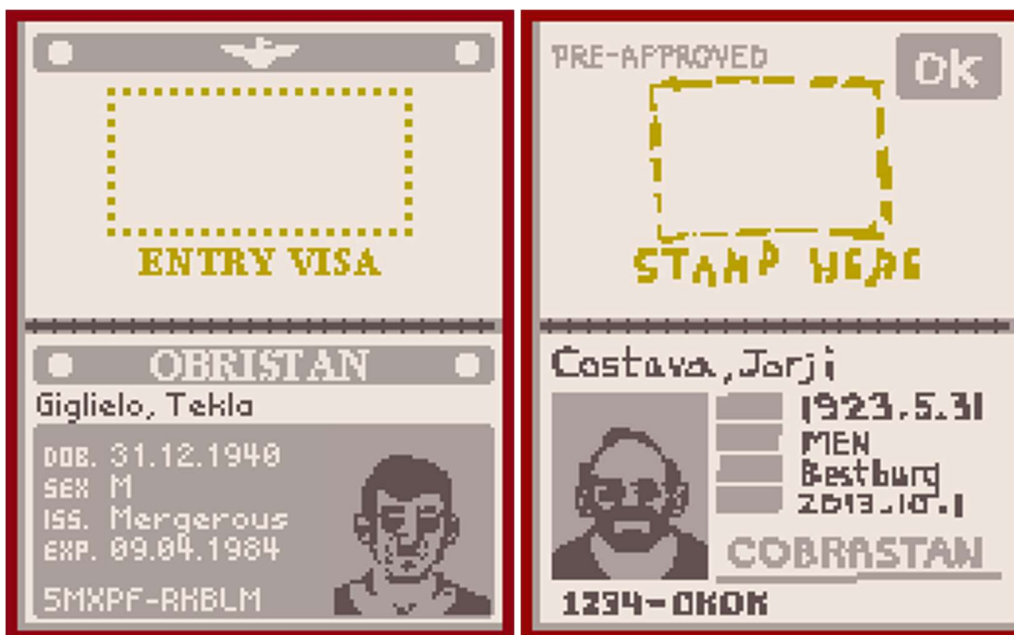 ENTRY VISA
OBRISTAN
Giglielo, Tekla
DOB. 31.12.1940
SEX M
ISS. Mergerous
EXP. 09.04.1984
5MXPF-RKBLM
PRE-APPROVED
OK
STAMP HERE
Costava, Jorji
1923.5.31
MEN
Bestburg
2013.10.1
COBRASTAN
1234-OKOK